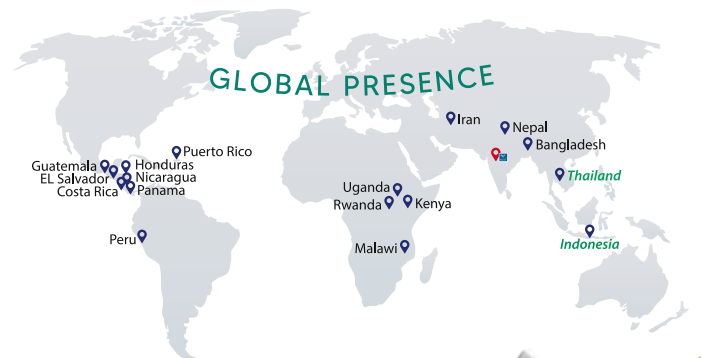 GLOBAL PRESENCE
Iran
Nepal
Bangladesh
Puerto Rico
Guatemala
Honduras
EL Salvador
Nicaragua
Costa Rica
Panama
Thailand
Uganda
Rwanda
Kenya
Peru
Malawi
Indonesia